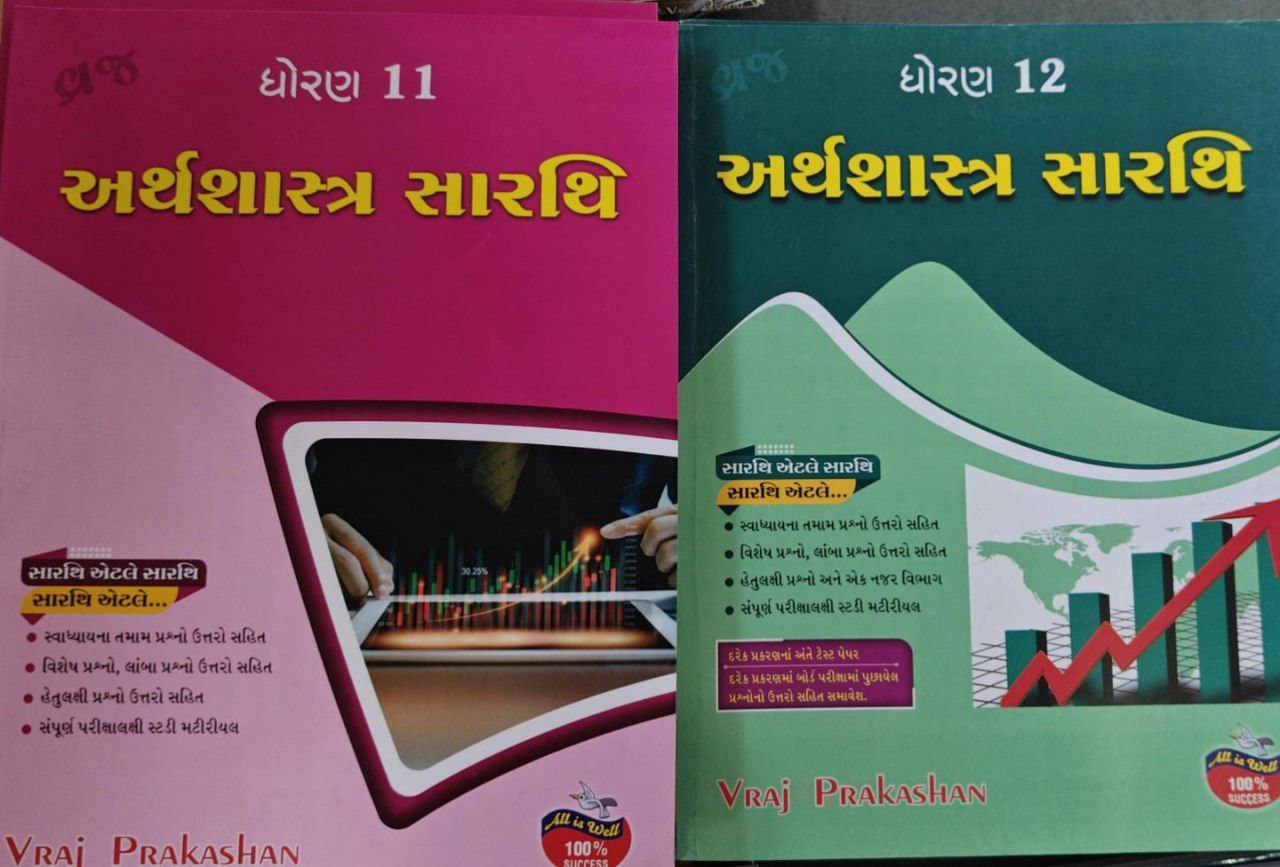 વ્રજ
ધોરણ 11
અર્થશાસ્ત્ર સારથિ
30.25%
સારથિ એટલે સારથિ
સારથિ એટલે...
• સ્વાધ્યાયના તમામ પ્રશ્નો ઉત્તરો સહિત
• વિશેષ પ્રશ્નો, લાંબા પ્રશ્નો ઉત્તરો સહિત
• હેતુલક્ષી પ્રશ્નો ઉત્તરો સહિત
• સંપૂર્ણ પરીક્ષાલક્ષી સ્ટડી મટીરીયલ
All is Well
100%
SUCCESS
VRAJ PRAKASHAN
વ્રજ
ધોરણ 12
અર્થશાસ્ત્ર સારથિ
સારથિ એટલે સારથિ
સારથિ એટલે...
• સ્વાધ્યાયના તમામ પ્રશ્નો ઉત્તરો સહિત
• વિશેષ પ્રશ્નો, લાંબા પ્રશ્નો ઉત્તરો સહિત
• હેતુલક્ષી પ્રશ્નો અને એક નજર વિભાગ
• સંપૂર્ણ પરીક્ષાલક્ષી સ્ટડી મટીરીયલ
દરેક પ્રકરણનાં અંતે ટેસ્ટ પેપર
દરેક પ્રકરણમાં બોર્ડ પરીક્ષામાં પુછાયેલ
પ્રશ્નોનો ઉત્તરો સહિત સમાવેશ.
VRAJ PRAKASHAN
All is Well
100%
SUCCESS